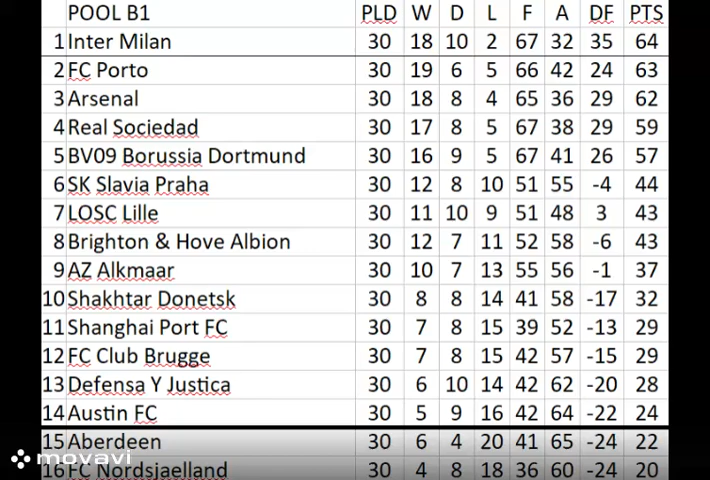 POOL B1 PLD W D L F A DF PTS
1 Inter Milan 30 18 10 2 67 32 35 64
2 FC Porto 30 19 6 5 66 42 24 63
3 Arsenal 30 18 8 4 65 36 29 62
4 Real Sociedad 30 17 8 5 67 38 29 59
5 BV09 Borussia Dortmund 30 16 9 5 67 41 26 57
6 SK Slavia Praha 30 12 8 10 51 55 -4 44
7 LOSC Lille 30 11 10 9 51 48 3 43
8 Brighton & Hove Albion 30 12 7 11 52 58 -6 43
9 AZ Alkmaar 30 10 7 13 55 56 -1 37
10 Shakhtar Donetsk 30 8 8 14 41 58 -17 32
11 Shanghai Port FC 30 7 8 15 39 52 -13 29
12 FC Club Brugge 30 7 8 15 42 57 -15 29
13 Defensa Y Justica 30 6 10 14 42 62 -20 28
14 Austin FC 30 5 9 16 42 64 -22 24
15 Aberdeen 30 6 4 20 41 65 -24 22
movavi
16 FC Nordsjaelland 30 4 8 18 36 60 -24 20